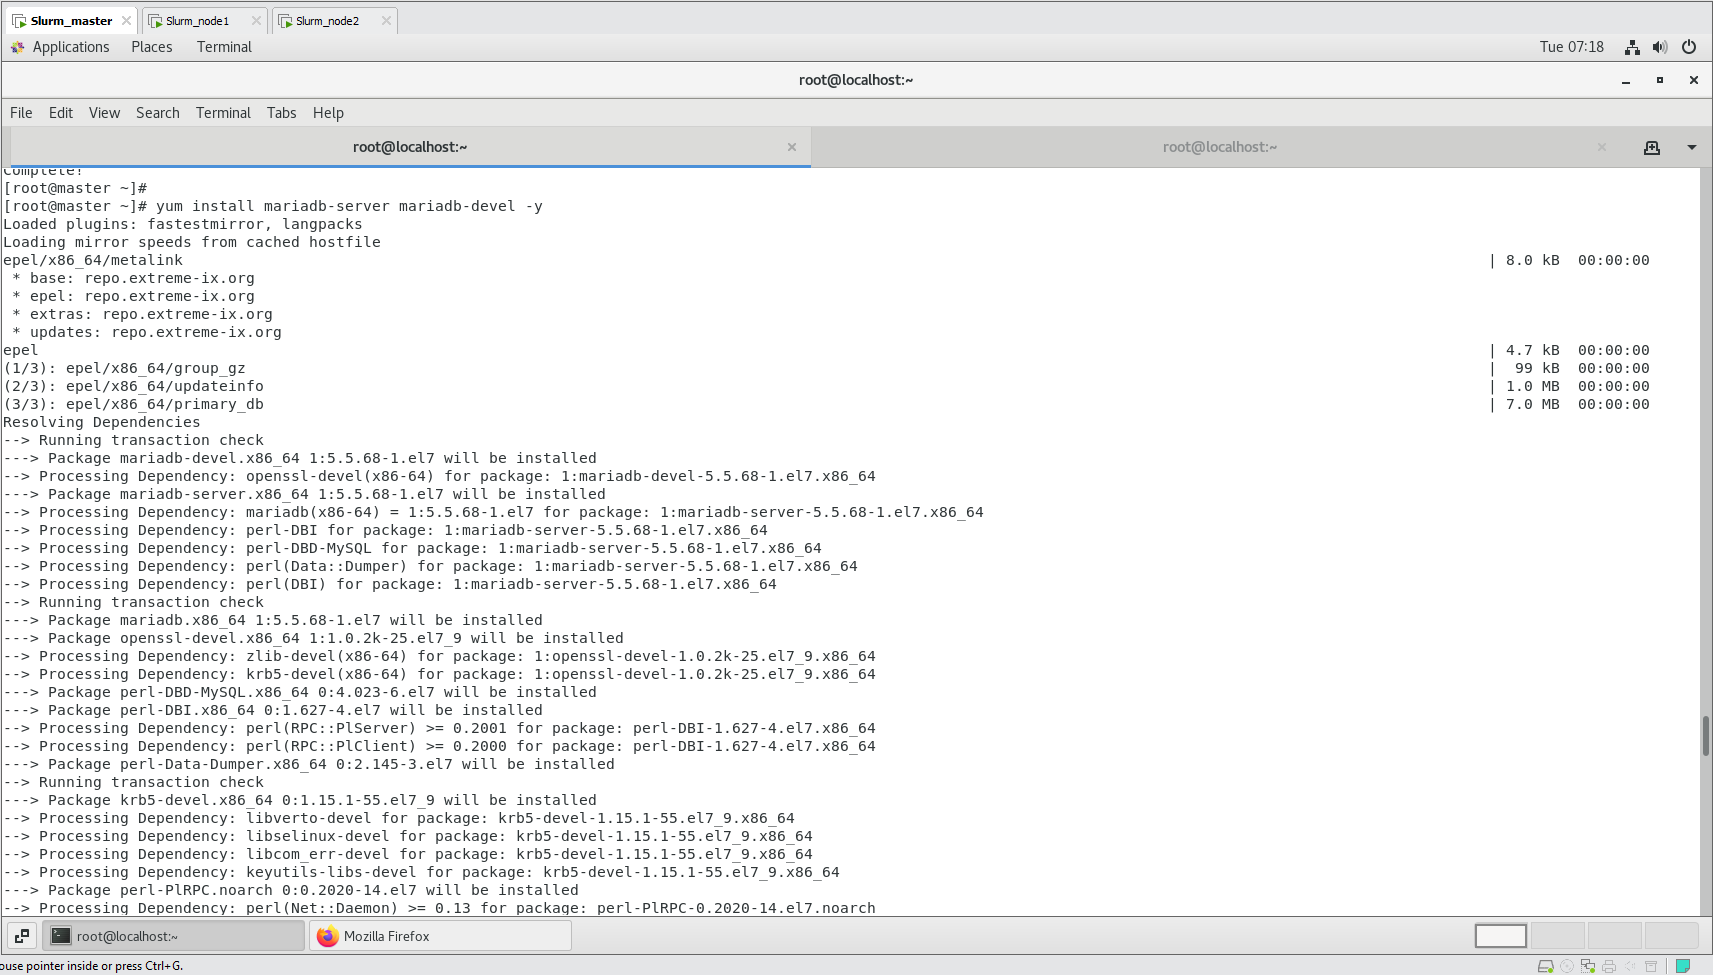 Slurm_master
Slurm_node1
Slurm_node2
Applications Places Terminal
Tue 07:18
root@localhost:~
File Edit View Search Terminal Tabs Help
root@localhost:~
root@localhost:~
Complete!
[root@master ~]#
[root@master ~]# yum install mariadb-server mariadb-devel -y
Loaded plugins: fastestmirror, langpacks
Loading mirror speeds from cached hostfile
epel/x86_64/metalink | 8.0 kB 00:00:00
* base: repo.extreme-ix.org
* epel: repo.extreme-ix.org
* extras: repo.extreme-ix.org
* updates: repo.extreme-ix.org
epel | 4.7 kB 00:00:00
(1/3): epel/x86_64/group_gz | 99 kB 00:00:00
(2/3): epel/x86_64/updateinfo | 1.0 MB 00:00:00
(3/3): epel/x86_64/primary_db | 7.0 MB 00:00:00
Resolving Dependencies
--> Running transaction check
---> Package mariadb-devel.x86_64 1:5.5.68-1.el7 will be installed
--> Processing Dependency: openssl-devel(x86-64) for package: 1:mariadb-devel-5.5.68-1.el7.x86_64
---> Package mariadb-server.x86_64 1:5.5.68-1.el7 will be installed
--> Processing Dependency: mariadb(x86-64) = 1:5.5.68-1.el7 for package: 1:mariadb-server-5.5.68-1.el7.x86_64
--> Processing Dependency: perl-DBI for package: 1:mariadb-server-5.5.68-1.el7.x86_64
--> Processing Dependency: perl-DBD-MySQL for package: 1:mariadb-server-5.5.68-1.el7.x86_64
--> Processing Dependency: perl(Data::Dumper) for package: 1:mariadb-server-5.5.68-1.el7.x86_64
--> Processing Dependency: perl(DBI) for package: 1:mariadb-server-5.5.68-1.el7.x86_64
--> Running transaction check
---> Package mariadb.x86_64 1:5.5.68-1.el7 will be installed
---> Package openssl-devel.x86_64 1:1.0.2k-25.el7_9 will be installed
--> Processing Dependency: zlib-devel(x86-64) for package: 1:openssl-devel-1.0.2k-25.el7_9.x86_64
--> Processing Dependency: krb5-devel(x86-64) for package: 1:openssl-devel-1.0.2k-25.el7_9.x86_64
---> Package perl-DBD-MySQL.x86_64 0:4.023-6.el7 will be installed
---> Package perl-DBI.x86_64 0:1.627-4.el7 will be installed
--> Processing Dependency: perl(RPC::PlServer) >= 0.2001 for package: perl-DBI-1.627-4.el7.x86_64
--> Processing Dependency: perl(RPC::PlClient) >= 0.2000 for package: perl-DBI-1.627-4.el7.x86_64
---> Package perl-Data-Dumper.x86_64 0:2.145-3.el7 will be installed
--> Running transaction check
---> Package krb5-devel.x86_64 0:1.15.1-55.el7_9 will be installed
--> Processing Dependency: libverto-devel for package: krb5-devel-1.15.1-55.el7_9.x86_64
--> Processing Dependency: libselinux-devel for package: krb5-devel-1.15.1-55.el7_9.x86_64
--> Processing Dependency: libcom_err-devel for package: krb5-devel-1.15.1-55.el7_9.x86_64
--> Processing Dependency: keyutils-libs-devel for package: krb5-devel-1.15.1-55.el7_9.x86_64
---> Package perl-PlRPC.noarch 0:0.2020-14.el7 will be installed
--> Processing Dependency: perl(Net::Daemon) >= 0.13 for package: perl-PlRPC-0.2020-14.el7.noarch
root@localhost:~
Mozilla Firefox
ouse pointer inside or press Ctrl+G.